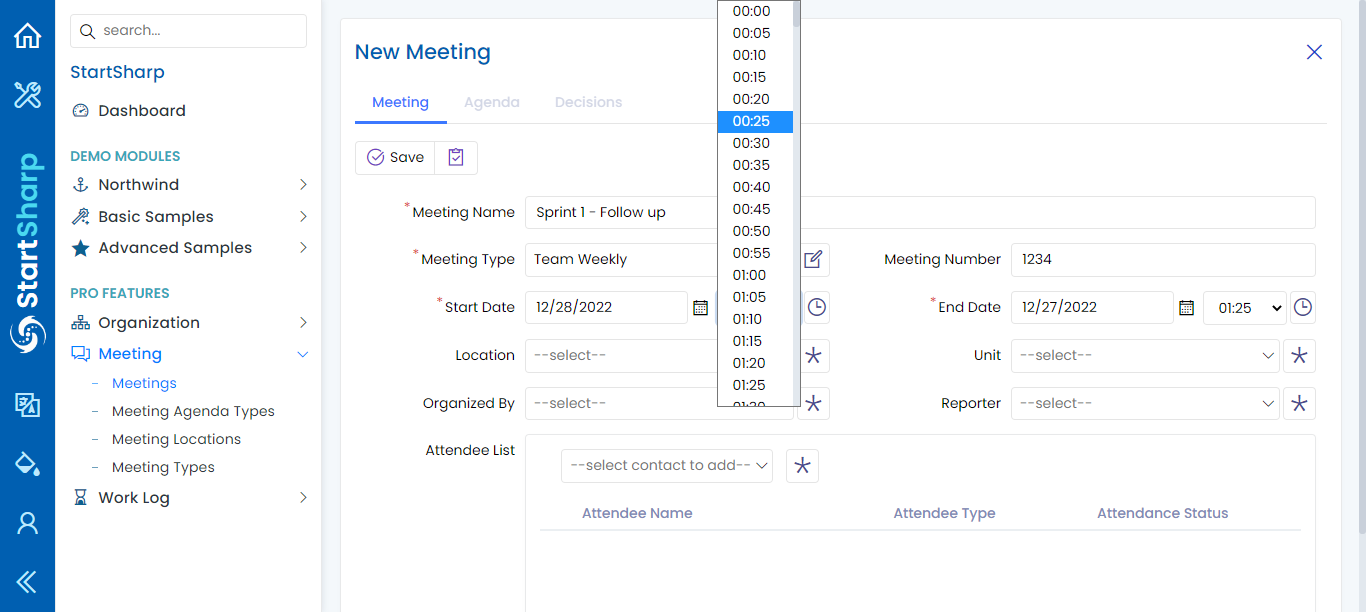 search...
StartSharp
Dashboard
DEMO MODULES
Northwind
Basic Samples
Advanced Samples
PRO FEATURES
Organization
Meeting
Meetings
Meeting Agenda Types
Meeting Locations
Meeting Types
Work Log
StartSharp
New Meeting
Meeting Agenda Decisions
Save
*Meeting Name Sprint 1 - Follow up
*Meeting Type Team Weekly
Meeting Number 1234
*Start Date 12/28/2022
*End Date 12/27/2022 01:25
Location --select--
Unit --select--
Organized By --select--
Reporter --select--
Attendee List
--select contact to add--
Attendee Name Attendee Type Attendance Status
00:00
00:05
00:10
00:15
00:20
00:25
00:30
00:35
00:40
00:45
00:50
00:55
01:00
01:05
01:10
01:15
01:20
01:25
01:30